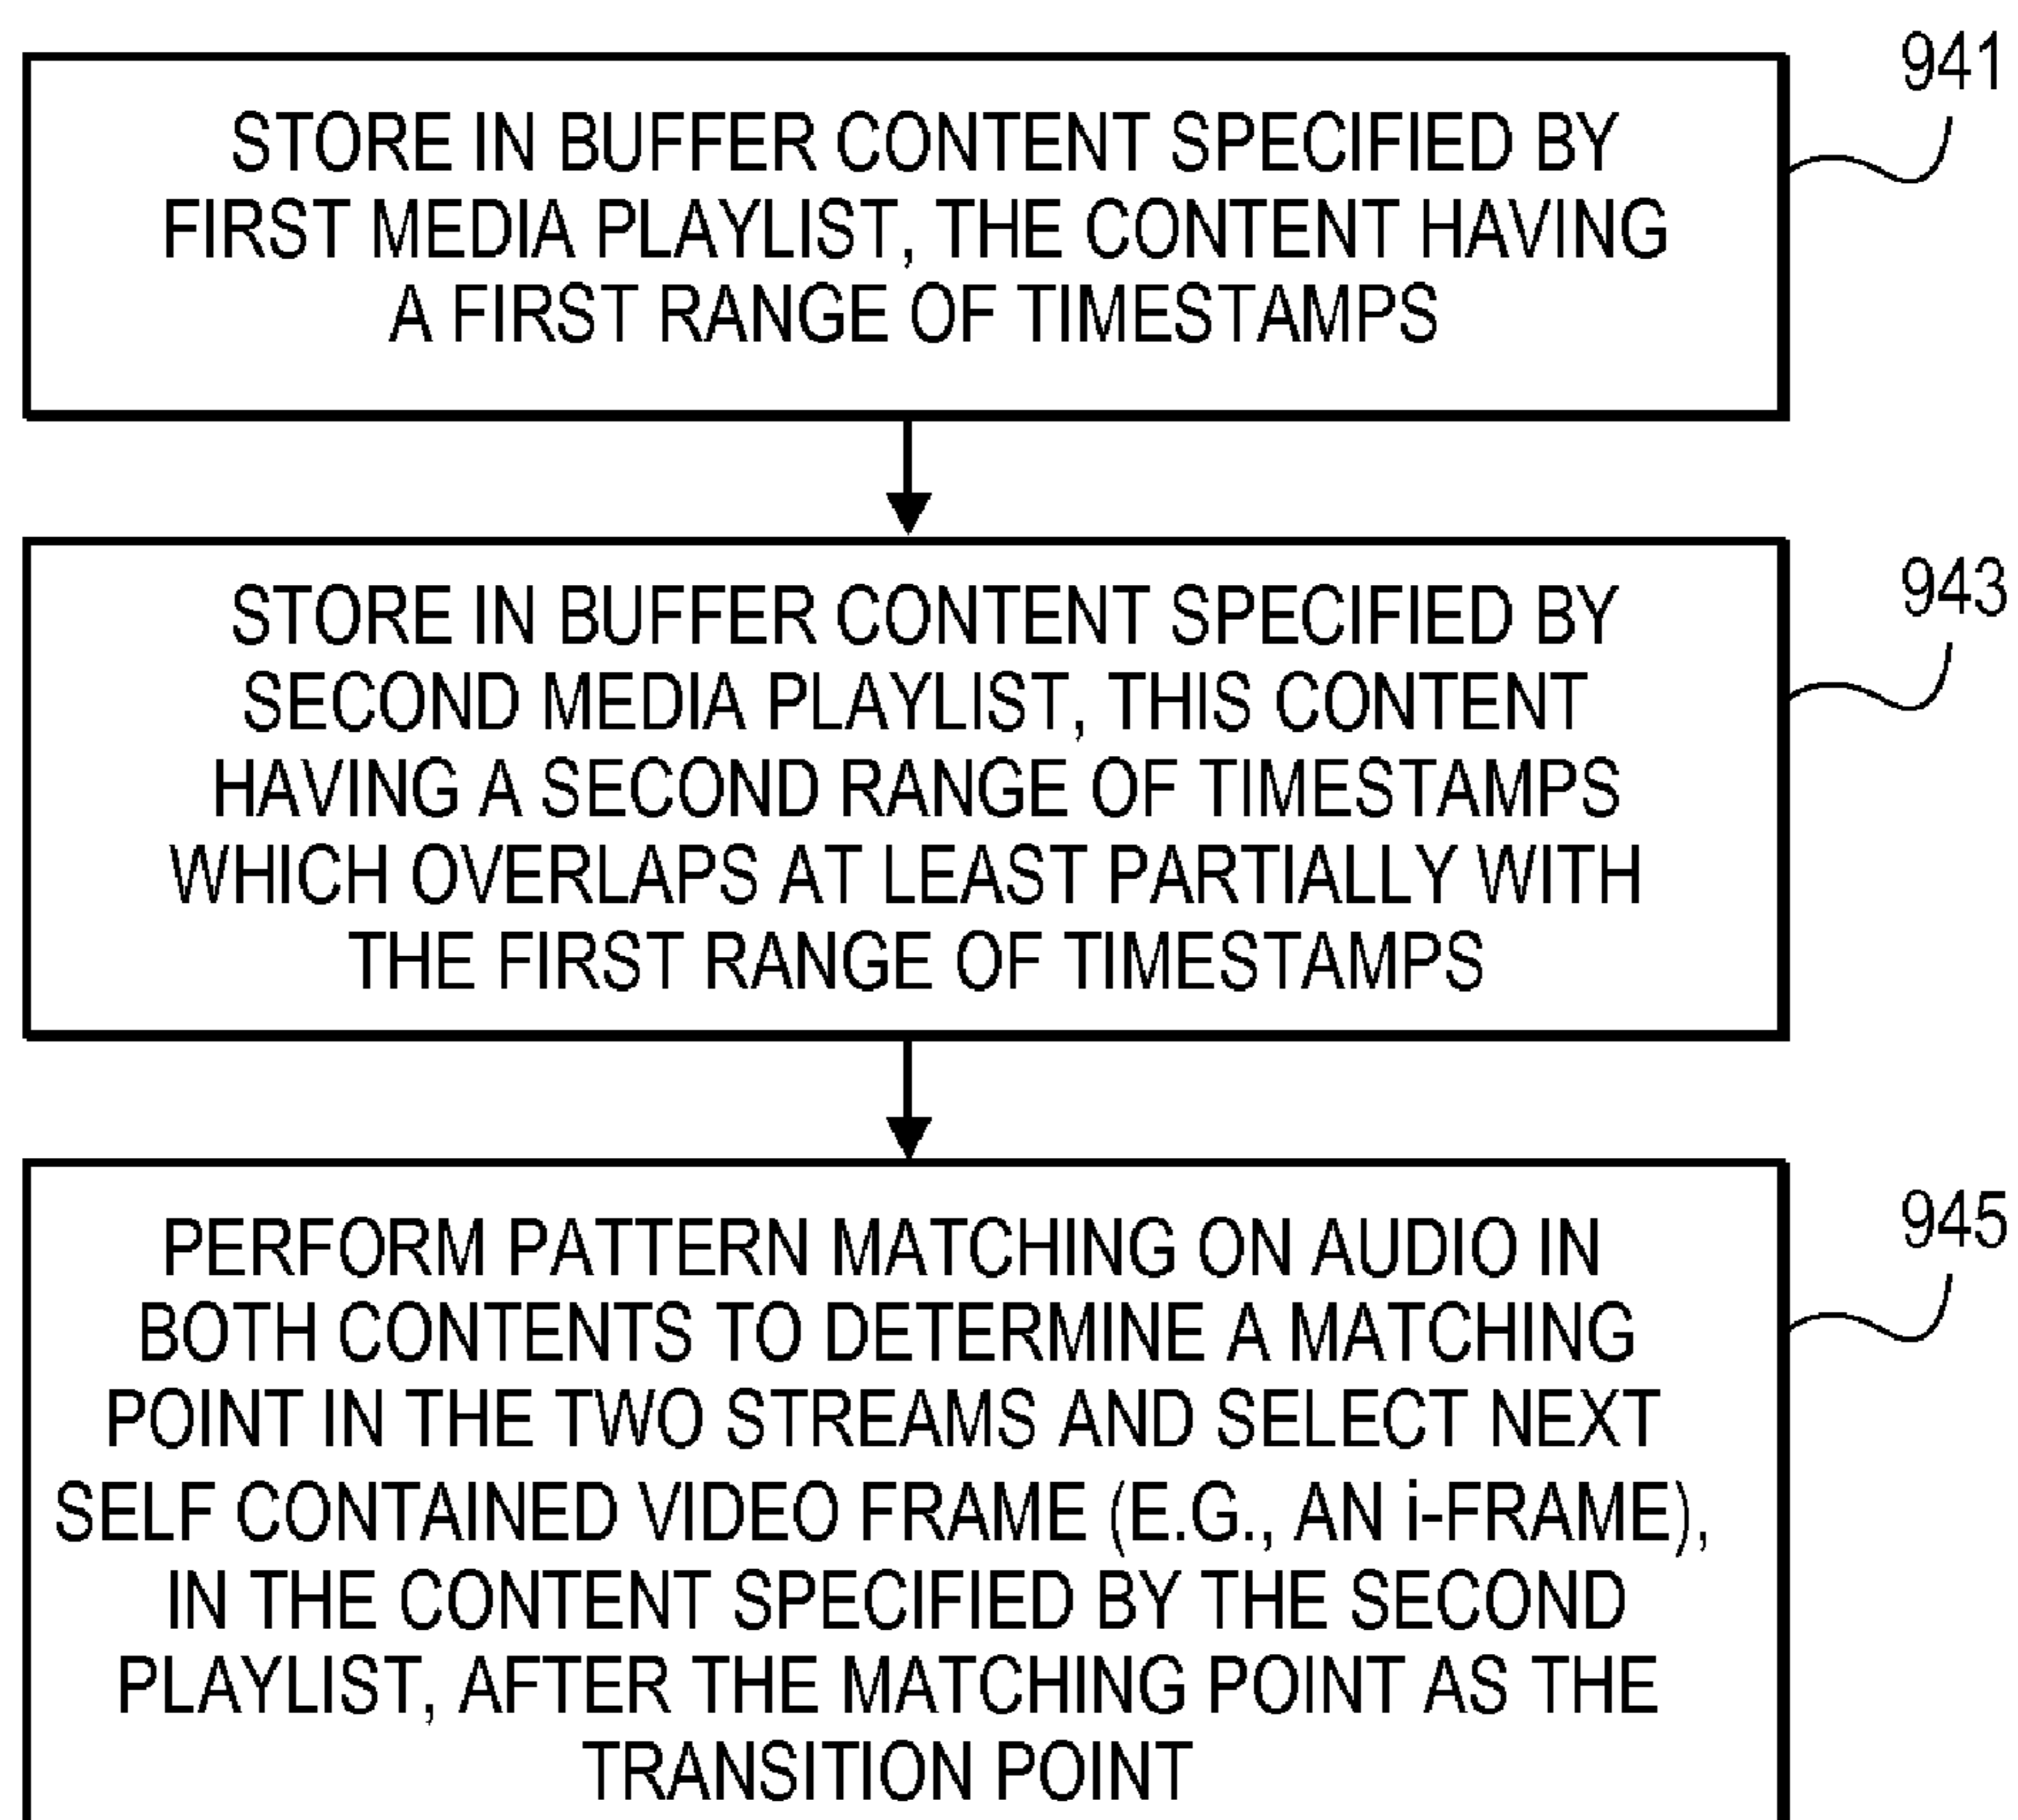 941
STORE IN BUFFER CONTENT SPECIFIED BY
FIRST MEDIA PLAYLIST, THE CONTENT HAVING
A FIRST RANGE OF TIMESTAMPS
943
STORE IN BUFFER CONTENT SPECIFIED BY
SECOND MEDIA PLAYLIST, THIS CONTENT
HAVING A SECOND RANGE OF TIMESTAMPS
WHICH OVERLAPS AT LEAST PARTIALLY WITH
THE FIRST RANGE OF TIMESTAMPS
945
PERFORM PATTERN MATCHING ON AUDIO IN
BOTH CONTENTS TO DETERMINE A MATCHING
POINT IN THE TWO STREAMS AND SELECT NEXT
SELF CONTAINED VIDEO FRAME (E.G., AN i-FRAME),
IN THE CONTENT SPECIFIED BY THE SECOND
PLAYLIST, AFTER THE MATCHING POINT AS THE
TRANSITION POINT